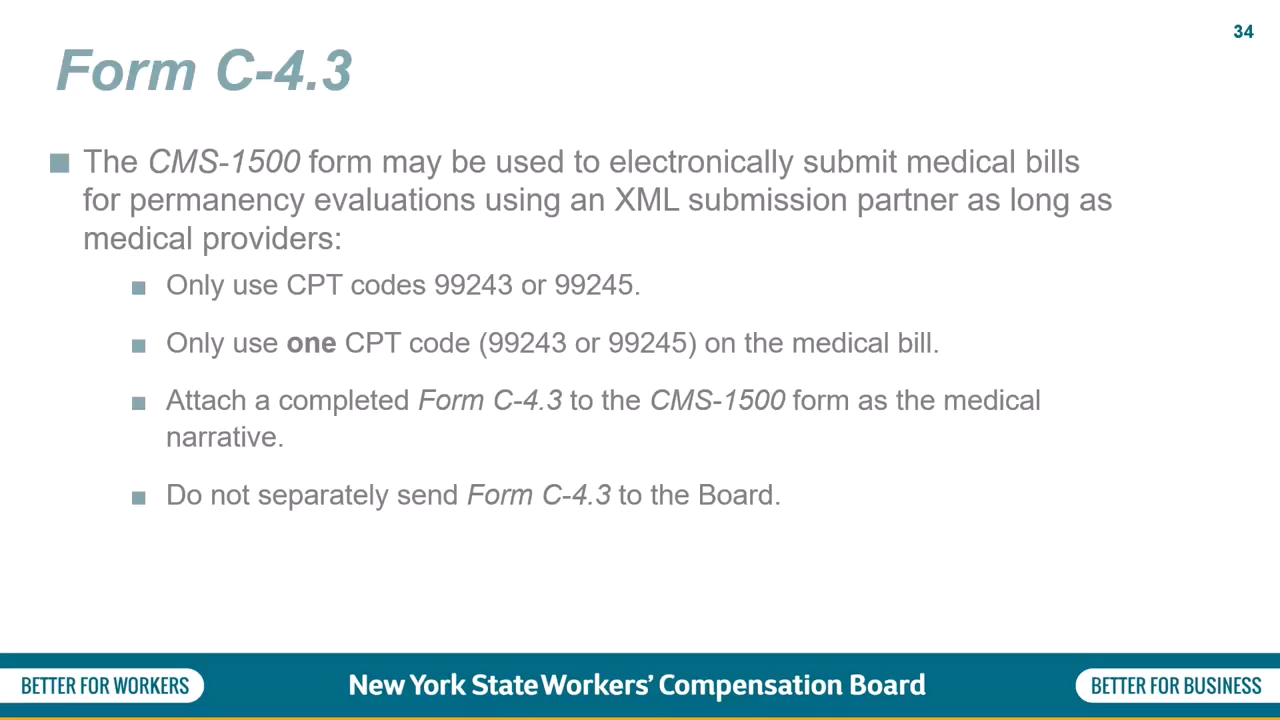 34
Form C-4.3
The CMS-1500 form may be used to electronically submit medical bills
for permanency evaluations using an XML submission partner as long as
medical providers:
Only use CPT codes 99243 or 99245.
Only use one CPT code (99243 or 99245) on the medical bill.
Attach a completed Form C-4.3 to the CMS-1500 form as the medical
narrative.
Do not separately send Form C-4.3 to the Board.
BETTER FOR WORKERS
New York State Workers' Compensation Board
BETTER FOR BUSINESS